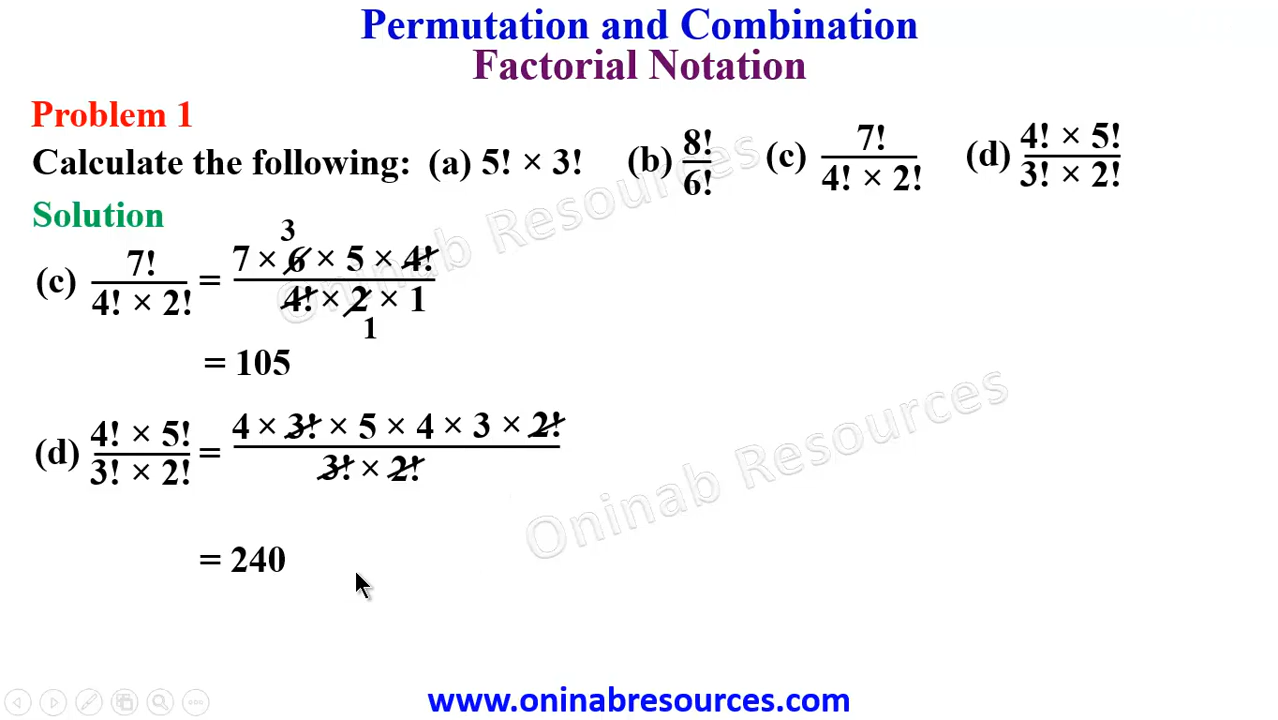 Permutation and Combination
Factorial Notation
Problem 1
Calculate the following: (a) 5! × 3! (b) 8!/6! (c) 7!/(4! × 2!) (d) (4! × 5!)/(3! × 2!)
Solution
3
(c) 7!/(4! × 2!) = (7 × 6 × 5 × 4!)/(4! × 2 × 1)
1
= 105
(d) (4! × 5!)/(3! × 2!) = (4 × 3! × 5 × 4 × 3 × 2!)/(3! × 2!)
= 240
Oninab Resources
Oninab Resources
www.oninabresources.com